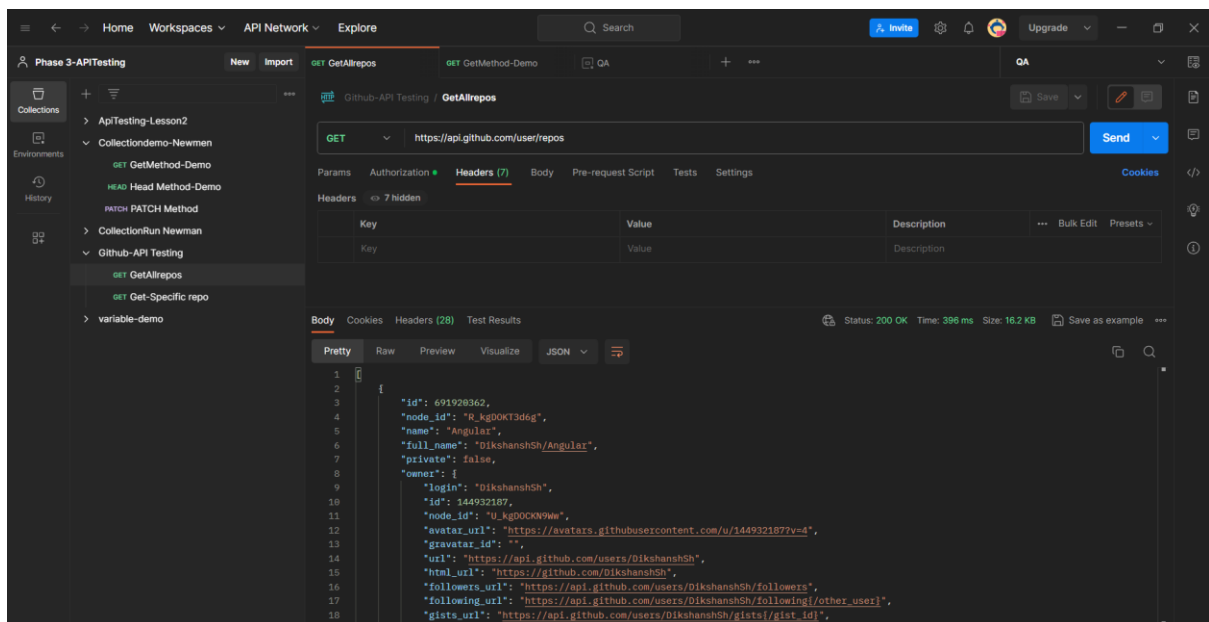 Home Workspaces API Network Explore Search Invite Upgrade
Phase 3-APITesting New Import GET GetAllrepos GET GetMethod-Demo QA QA
Collections
Environments
History
ApiTesting-Lesson2
Collectiondemo-Newmen
GET GetMethod-Demo
HEAD Head Method-Demo
PATCH PATCH Method
CollectionRun Newman
Github-API Testing
GET GetAllrepos
GET Get-Specific repo
variable-demo
HTTP Github-API Testing / GetAllrepos Save
GET https://api.github.com/user/repos Send
Params Authorization Headers (7) Body Pre-request Script Tests Settings Cookies
Headers 7 hidden
Key Value Description Bulk Edit Presets
Key Value Description
Body Cookies Headers (28) Test Results Status: 200 OK Time: 396 ms Size: 16.2 KB Save as example
Pretty Raw Preview Visualize JSON
1 [
2 {
3 "id": 691920362,
4 "node_id": "R_kgDOKT3d6g",
5 "name": "Angular",
6 "full_name": "DikshanshSh/Angular",
7 "private": false,
8 "owner": {
9 "login": "DikshanshSh",
10 "id": 144932187,
11 "node_id": "U_kgDOCKN9Ww",
12 "avatar_url": "https://avatars.githubusercontent.com/u/144932187?v=4",
13 "gravatar_id": "",
14 "url": "https://api.github.com/users/DikshanshSh",
15 "html_url": "https://github.com/DikshanshSh",
16 "followers_url": "https://api.github.com/users/DikshanshSh/followers",
17 "following_url": "https://api.github.com/users/DikshanshSh/following{/other_user}",
18 "gists_url": "https://api.github.com/users/DikshanshSh/gists{/gist_id}",